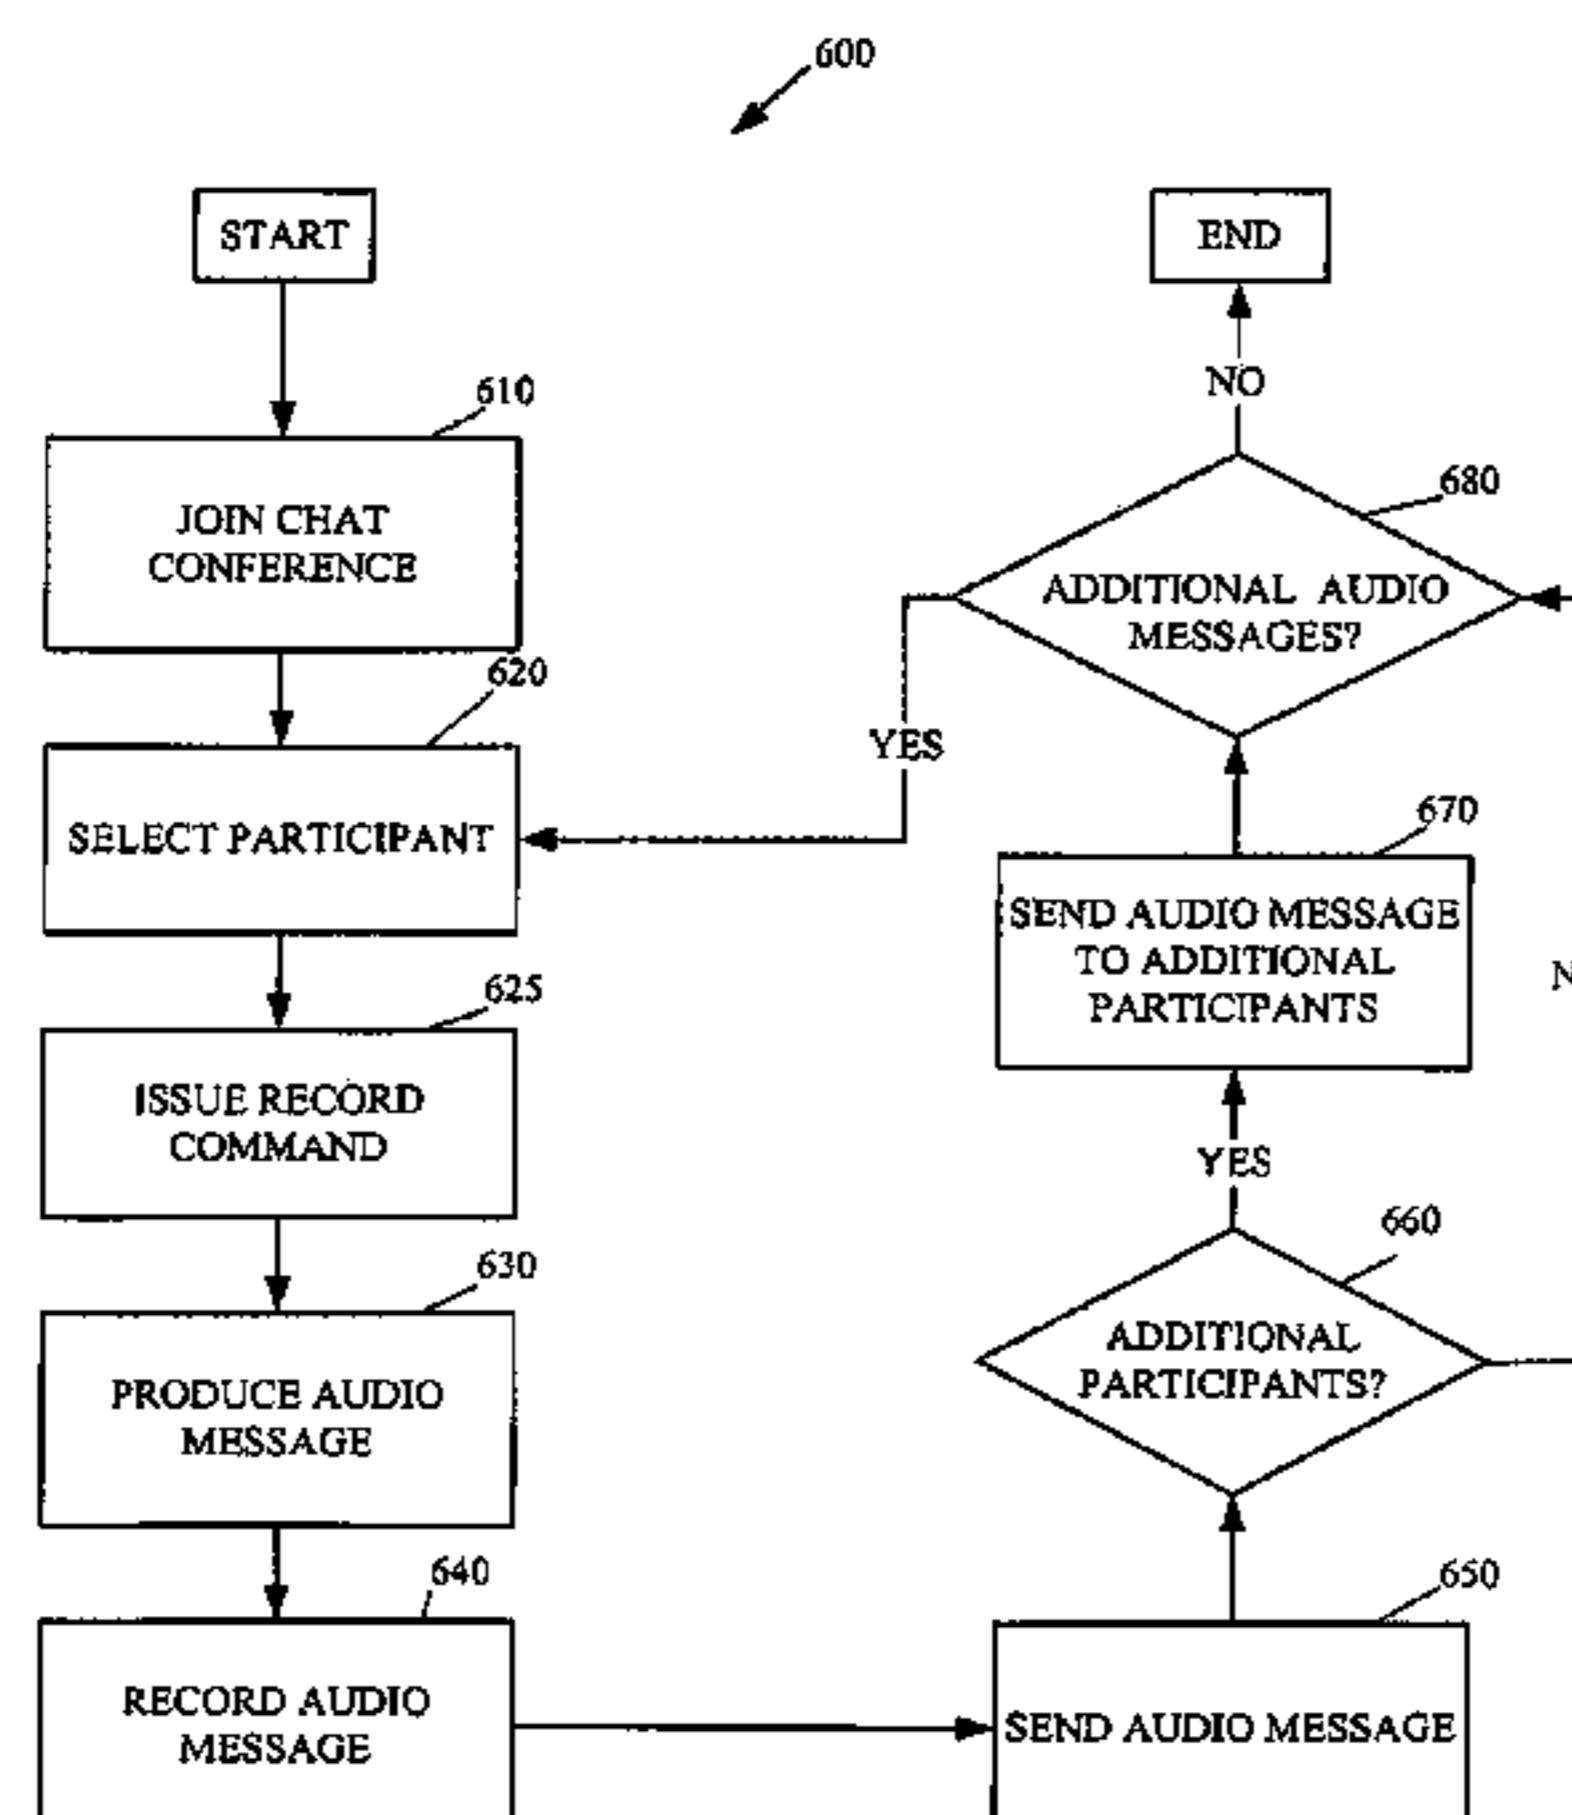 600
START
610
JOIN CHAT
CONFERENCE
620
SELECT PARTICIPANT
625
ISSUE RECORD
COMMAND
630
PRODUCE AUDIO
MESSAGE
640
RECORD AUDIO
MESSAGE
END
NO
680
ADDITIONAL AUDIO
MESSAGES?
YES
670
SEND AUDIO MESSAGE
TO ADDITIONAL
PARTICIPANTS
N
YES
660
ADDITIONAL
PARTICIPANTS?
650
SEND AUDIO MESSAGE